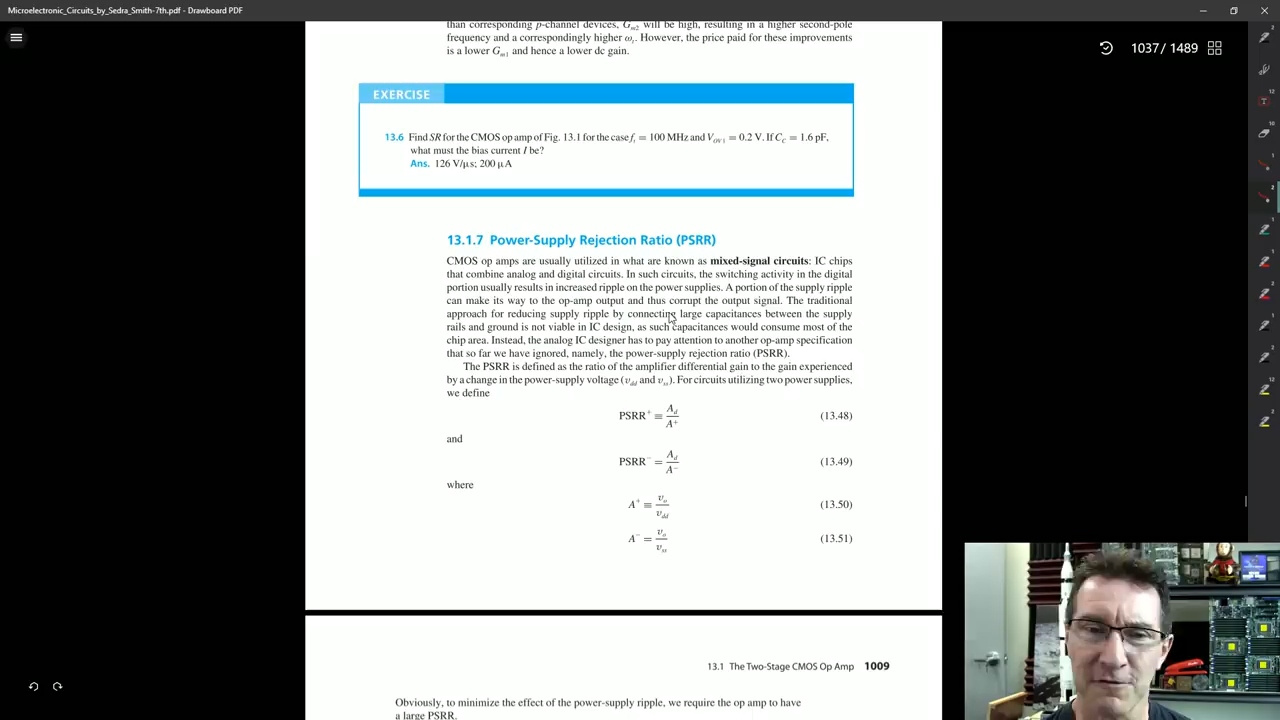 Microelectronic_Circuits_by_Sedra_Smith-7th.pdf - Drawboard PDF
1037 / 1489
than corresponding p-channel devices, Gm2 will be high, resulting in a higher second-pole
frequency and a correspondingly higher ωt. However, the price paid for these improvements
is a lower Gm1 and hence a lower dc gain.
EXERCISE
13.6 Find SR for the CMOS op amp of Fig. 13.1 for the case ft = 100 MHz and VOV1 = 0.2 V. If CC = 1.6 pF,
what must the bias current I be?
Ans. 126 V/μs; 200 μA
13.1.7 Power-Supply Rejection Ratio (PSRR)
CMOS op amps are usually utilized in what are known as mixed-signal circuits: IC chips
that combine analog and digital circuits. In such circuits, the switching activity in the digital
portion usually results in increased ripple on the power supplies. A portion of the supply ripple
can make its way to the op-amp output and thus corrupt the output signal. The traditional
approach for reducing supply ripple by connecting large capacitances between the supply
rails and ground is not viable in IC design, as such capacitances would consume most of the
chip area. Instead, the analog IC designer has to pay attention to another op-amp specification
that so far we have ignored, namely, the power-supply rejection ratio (PSRR).
The PSRR is defined as the ratio of the amplifier differential gain to the gain experienced
by a change in the power-supply voltage (vdd and vss). For circuits utilizing two power supplies,
we define
PSRR+ ≡ Ad/A+ (13.48)
and
PSRR− = Ad/A− (13.49)
where
A+ ≡ vo/vdd (13.50)
A− = vo/vss (13.51)
13.1 The Two-Stage CMOS Op Amp 1009
Obviously, to minimize the effect of the power-supply ripple, we require the op amp to have
a large PSRR.